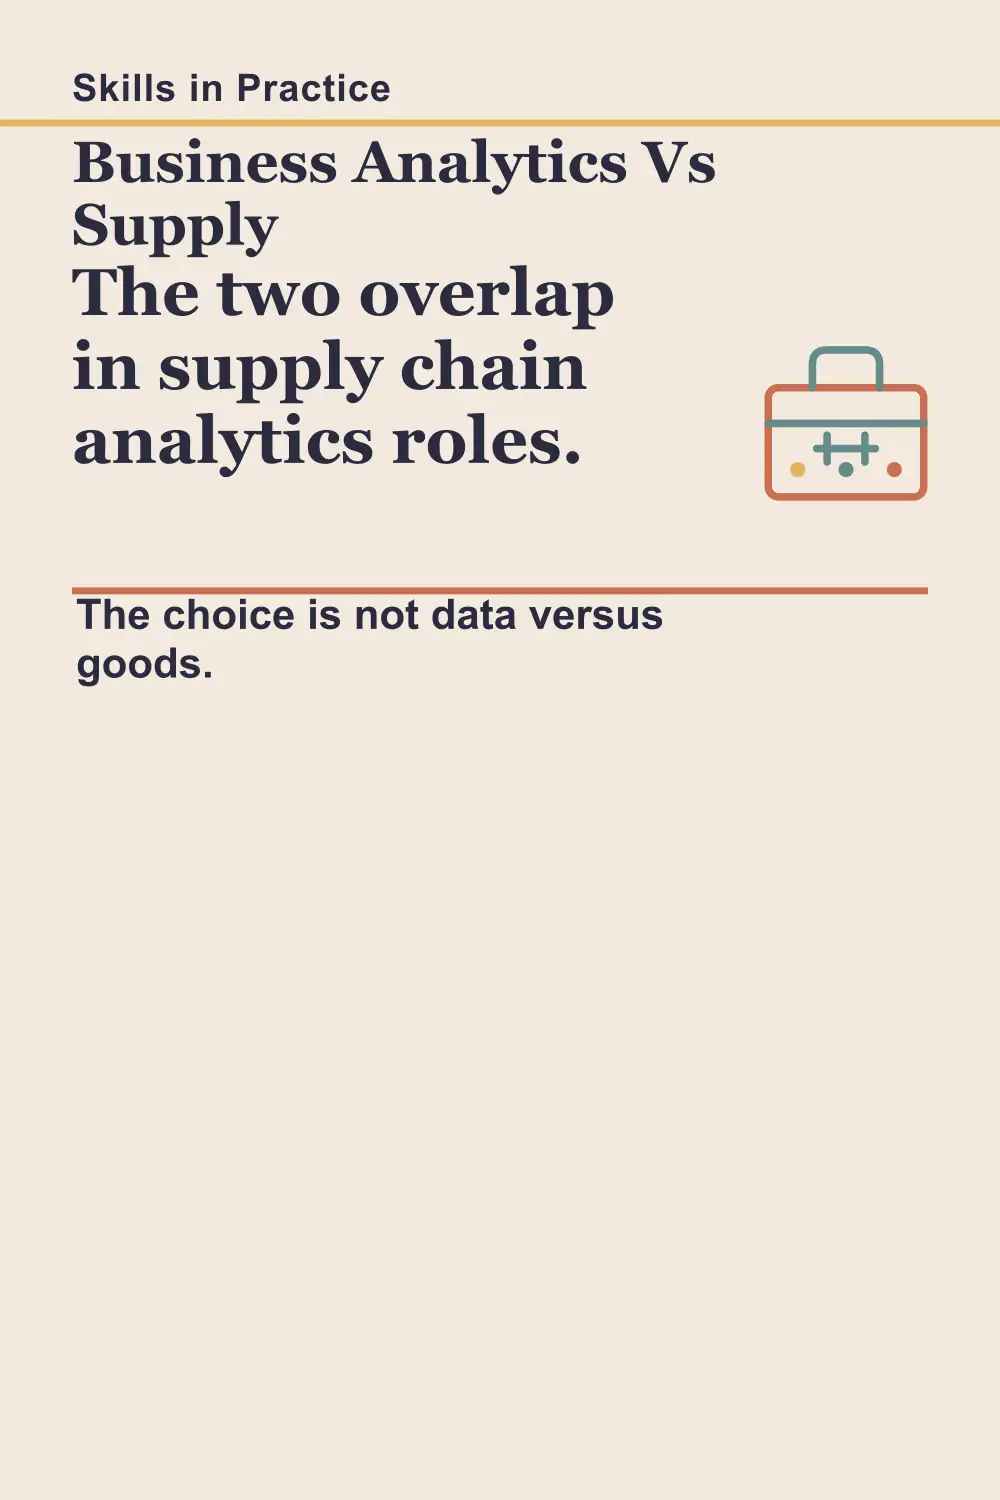 Skills in Practice
Business Analytics Vs
Supply
The two overlap
in supply chain
analytics roles.
The choice is not data versus
goods.